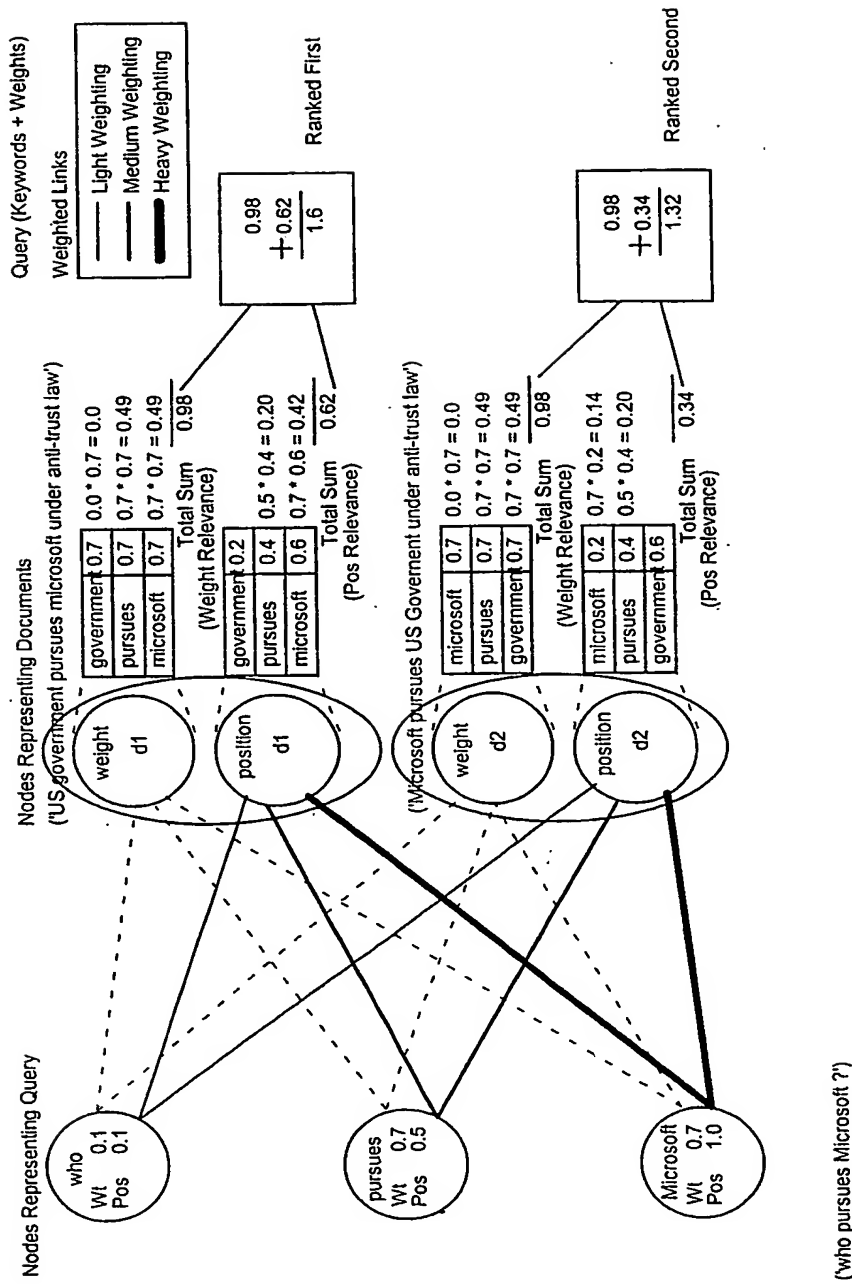 Nodes Representing Query
Nodes Representing Documents
('US government pursues microsoft under anti-trust law')
Query (Keywords + Weights)
Weighted Links
Light Weighting
Medium Weighting
Heavy Weighting
who
Wt 0.1
Pos 0.1
pursues
Wt 0.7
Pos 0.5
Microsoft
Wt 0.7
Pos 1.0
weight
d1
government 0.7 0.0 * 0.7 = 0.0
pursues 0.7 0.7 * 0.7 = 0.49
microsoft 0.7 0.7 * 0.7 = 0.49
Total Sum 0.98
(Weight Relevance)
position
d1
government 0.2
pursues 0.4 0.5 * 0.4 = 0.20
microsoft 0.6 0.7 * 0.6 = 0.42
Total Sum 0.62
(Pos Relevance)
0.98
+ 0.62
1.6
Ranked First
('Microsoft pursues US Goverment under anti-trust law')
weight
d2
microsoft 0.7 0.0 * 0.7 = 0.0
pursues 0.7 0.7 * 0.7 = 0.49
government 0.7 0.7 * 0.7 = 0.49
Total Sum 0.98
(Weight Relevance)
position
d2
microsoft 0.2 0.7 * 0.2 = 0.14
pursues 0.4 0.5 * 0.4 = 0.20
government 0.6
Total Sum 0.34
(Pos Relevance)
0.98
+ 0.34
1.32
Ranked Second
('who pursues Microsoft ?')